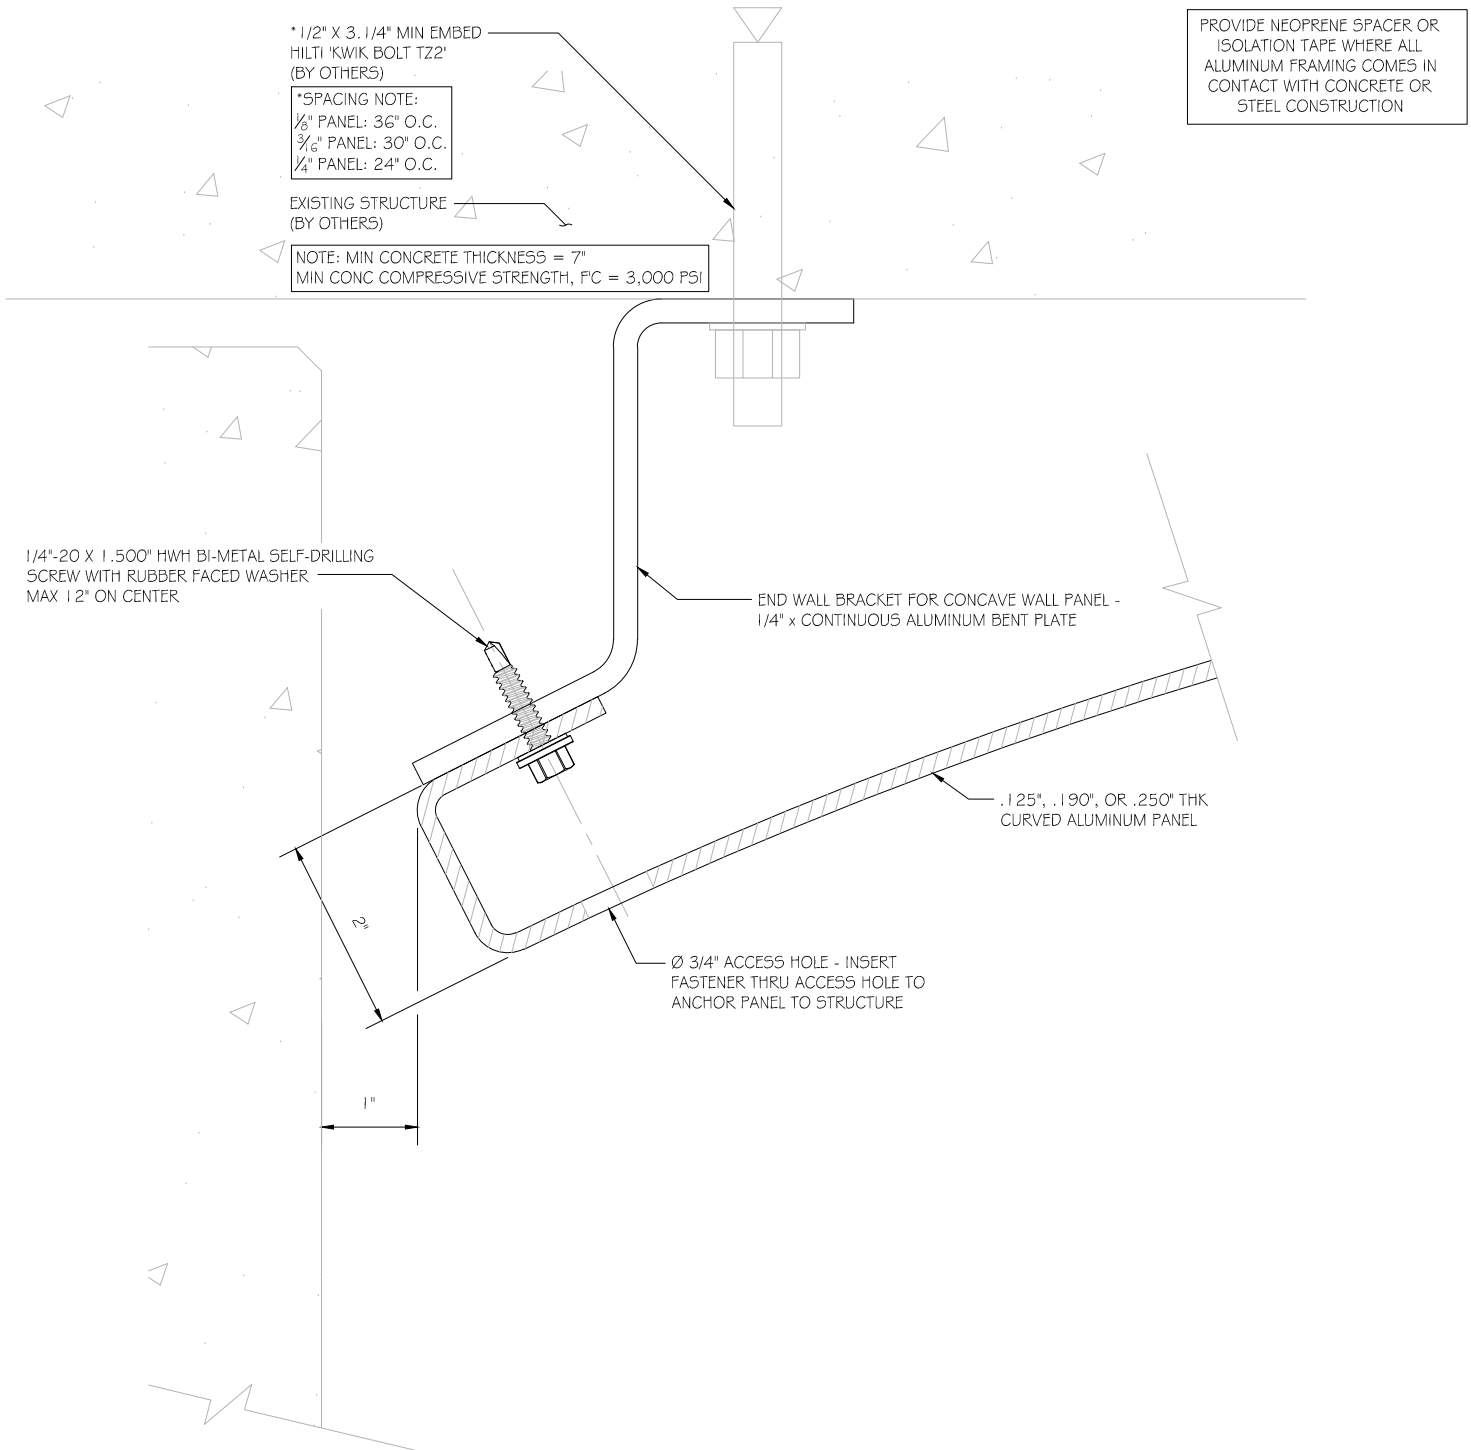 *1/2" X 3.1/4" MIN EMBED
HILTI 'KWIK BOLT TZ2'
(BY OTHERS)
*SPACING NOTE:
1/8" PANEL: 36" O.C.
3/16" PANEL: 30" O.C.
1/4" PANEL: 24" O.C.
EXISTING STRUCTURE
(BY OTHERS)
NOTE: MIN CONCRETE THICKNESS = 7"
MIN CONC COMPRESSIVE STRENGTH, F'C = 3,000 PSI
PROVIDE NEOPRENE SPACER OR
ISOLATION TAPE WHERE ALL
ALUMINUM FRAMING COMES IN
CONTACT WITH CONCRETE OR
STEEL CONSTRUCTION
1/4"-20 X 1.500" HWH BI-METAL SELF-DRILLING
SCREW WITH RUBBER FACED WASHER
MAX 12" ON CENTER
END WALL BRACKET FOR CONCAVE WALL PANEL -
1/4" x CONTINUOUS ALUMINUM BENT PLATE
.125", .190", OR .250" THK
CURVED ALUMINUM PANEL
2"
Ø 3/4" ACCESS HOLE - INSERT
FASTENER THRU ACCESS HOLE TO
ANCHOR PANEL TO STRUCTURE
1"